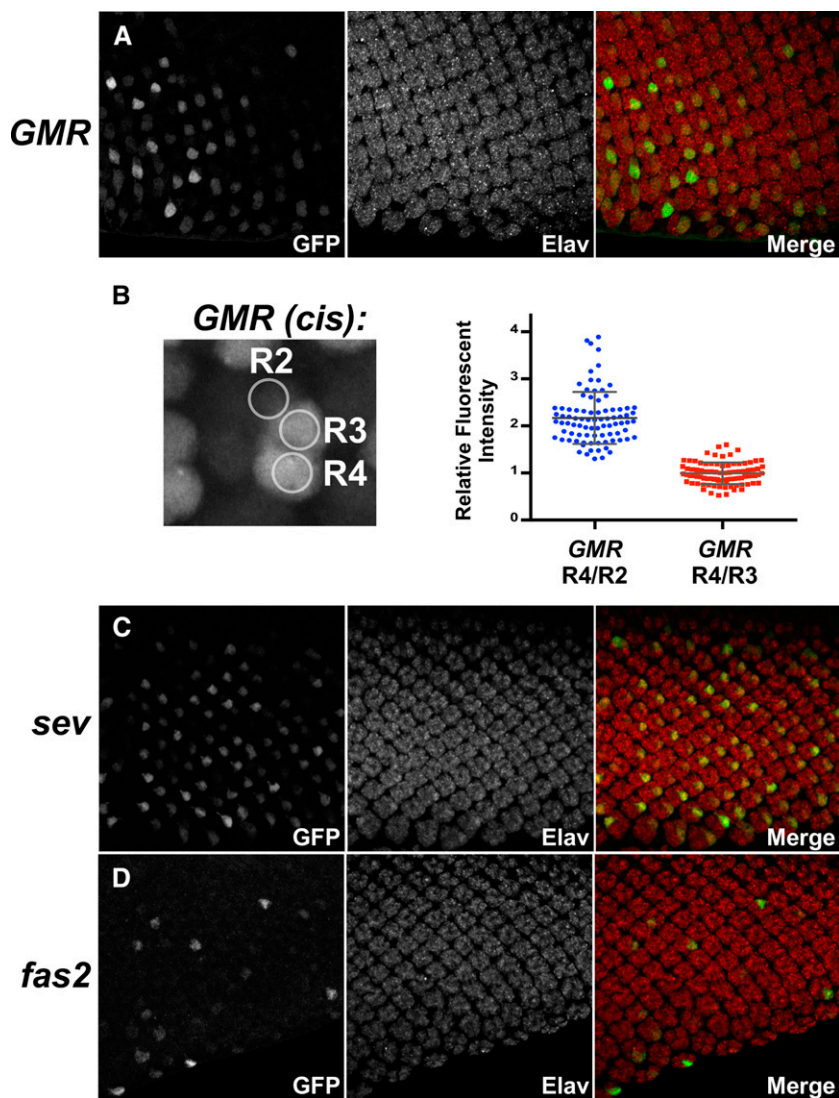 A
GMR
GFP
Elav
Merge
B
GMR (cis):
R2
R3
R4
Relative Fluorescent
Intensity
4
3
2
1
0
GMR
R4/R2
GMR
R4/R3
C
sev
GFP
Elav
Merge
D
fas2
GFP
Elav
Merge